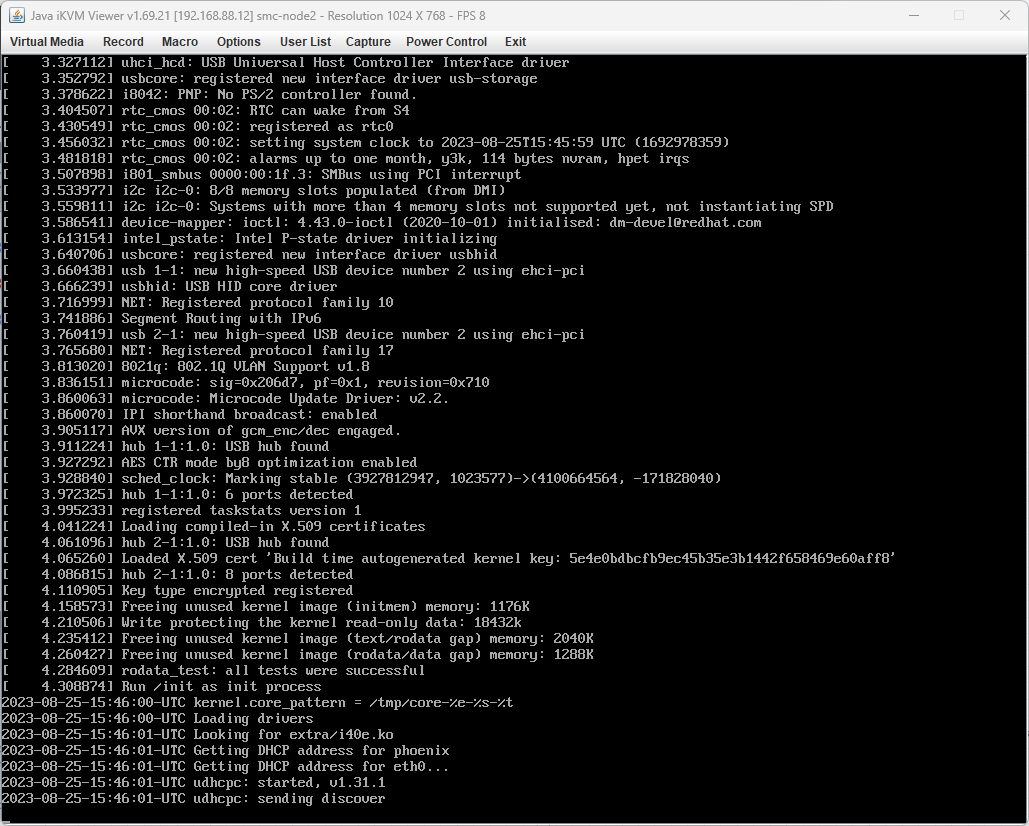 Java iKVM Viewer v1.69.21 [192.168.88.12] smc-node2 - Resolution 1024 X 768 - FPS 8
Virtual Media Record Macro Options User List Capture Power Control Exit
[    3.327112] uhci_hcd: USB Universal Host Controller Interface driver
[    3.352792] usbcore: registered new interface driver usb-storage
[    3.378622] i8042: PNP: No PS/2 controller found.
[    3.404507] rtc_cmos 00:02: RTC can wake from S4
[    3.430549] rtc_cmos 00:02: registered as rtc0
[    3.456032] rtc_cmos 00:02: setting system clock to 2023-08-25T15:45:59 UTC (1692978359)
[    3.481818] rtc_cmos 00:02: alarms up to one month, y3k, 114 bytes nvram, hpet irqs
[    3.507898] i801_smbus 0000:00:1f.3: SMBus using PCI interrupt
[    3.533977] i2c i2c-0: 8/8 memory slots populated (from DMI)
[    3.559811] i2c i2c-0: Systems with more than 4 memory slots not supported yet, not instantiating SPD
[    3.586541] device-mapper: ioctl: 4.43.0-ioctl (2020-10-01) initialised: dm-devel@redhat.com
[    3.613154] intel_pstate: Intel P-state driver initializing
[    3.640706] usbcore: registered new interface driver usbhid
[    3.660438] usb 1-1: new high-speed USB device number 2 using ehci-pci
[    3.666239] usbhid: USB HID core driver
[    3.716999] NET: Registered protocol family 10
[    3.741886] Segment Routing with IPv6
[    3.760419] usb 2-1: new high-speed USB device number 2 using ehci-pci
[    3.765680] NET: Registered protocol family 17
[    3.813020] 8021q: 802.1Q VLAN Support v1.8
[    3.836151] microcode: sig=0x206d7, pf=0x1, revision=0x710
[    3.860063] microcode: Microcode Update Driver: v2.2.
[    3.860070] IPI shorthand broadcast: enabled
[    3.905117] AVX version of gcm_enc/dec engaged.
[    3.911224] hub 1-1:1.0: USB hub found
[    3.927292] AES CTR mode by8 optimization enabled
[    3.928840] sched_clock: Marking stable (3927812947, 1023577)->(4100664564, -171828040)
[    3.972325] hub 1-1:1.0: 6 ports detected
[    3.995233] registered taskstats version 1
[    4.041224] Loading compiled-in X.509 certificates
[    4.061096] hub 2-1:1.0: USB hub found
[    4.065260] Loaded X.509 cert 'Build time autogenerated kernel key: 5e4e0bdbcfb9ec45b35e3b1442f658469e60aff8'
[    4.086815] hub 2-1:1.0: 8 ports detected
[    4.110905] Key type encrypted registered
[    4.158573] Freeing unused kernel image (initmem) memory: 1176K
[    4.210506] Write protecting the kernel read-only data: 18432k
[    4.235412] Freeing unused kernel image (text/rodata gap) memory: 2040K
[    4.260427] Freeing unused kernel image (rodata/data gap) memory: 1288K
[    4.284609] rodata_test: all tests were successful
[    4.308874] Run /init as init process
2023-08-25-15:46:00-UTC kernel.core_pattern = /tmp/core-%e-%s-%t
2023-08-25-15:46:00-UTC Loading drivers
2023-08-25-15:46:01-UTC Looking for extra/i40e.ko
2023-08-25-15:46:01-UTC Getting DHCP address for phoenix
2023-08-25-15:46:01-UTC Getting DHCP address for eth0...
2023-08-25-15:46:01-UTC udhcpc: started, v1.31.1
2023-08-25-15:46:01-UTC udhcpc: sending discover